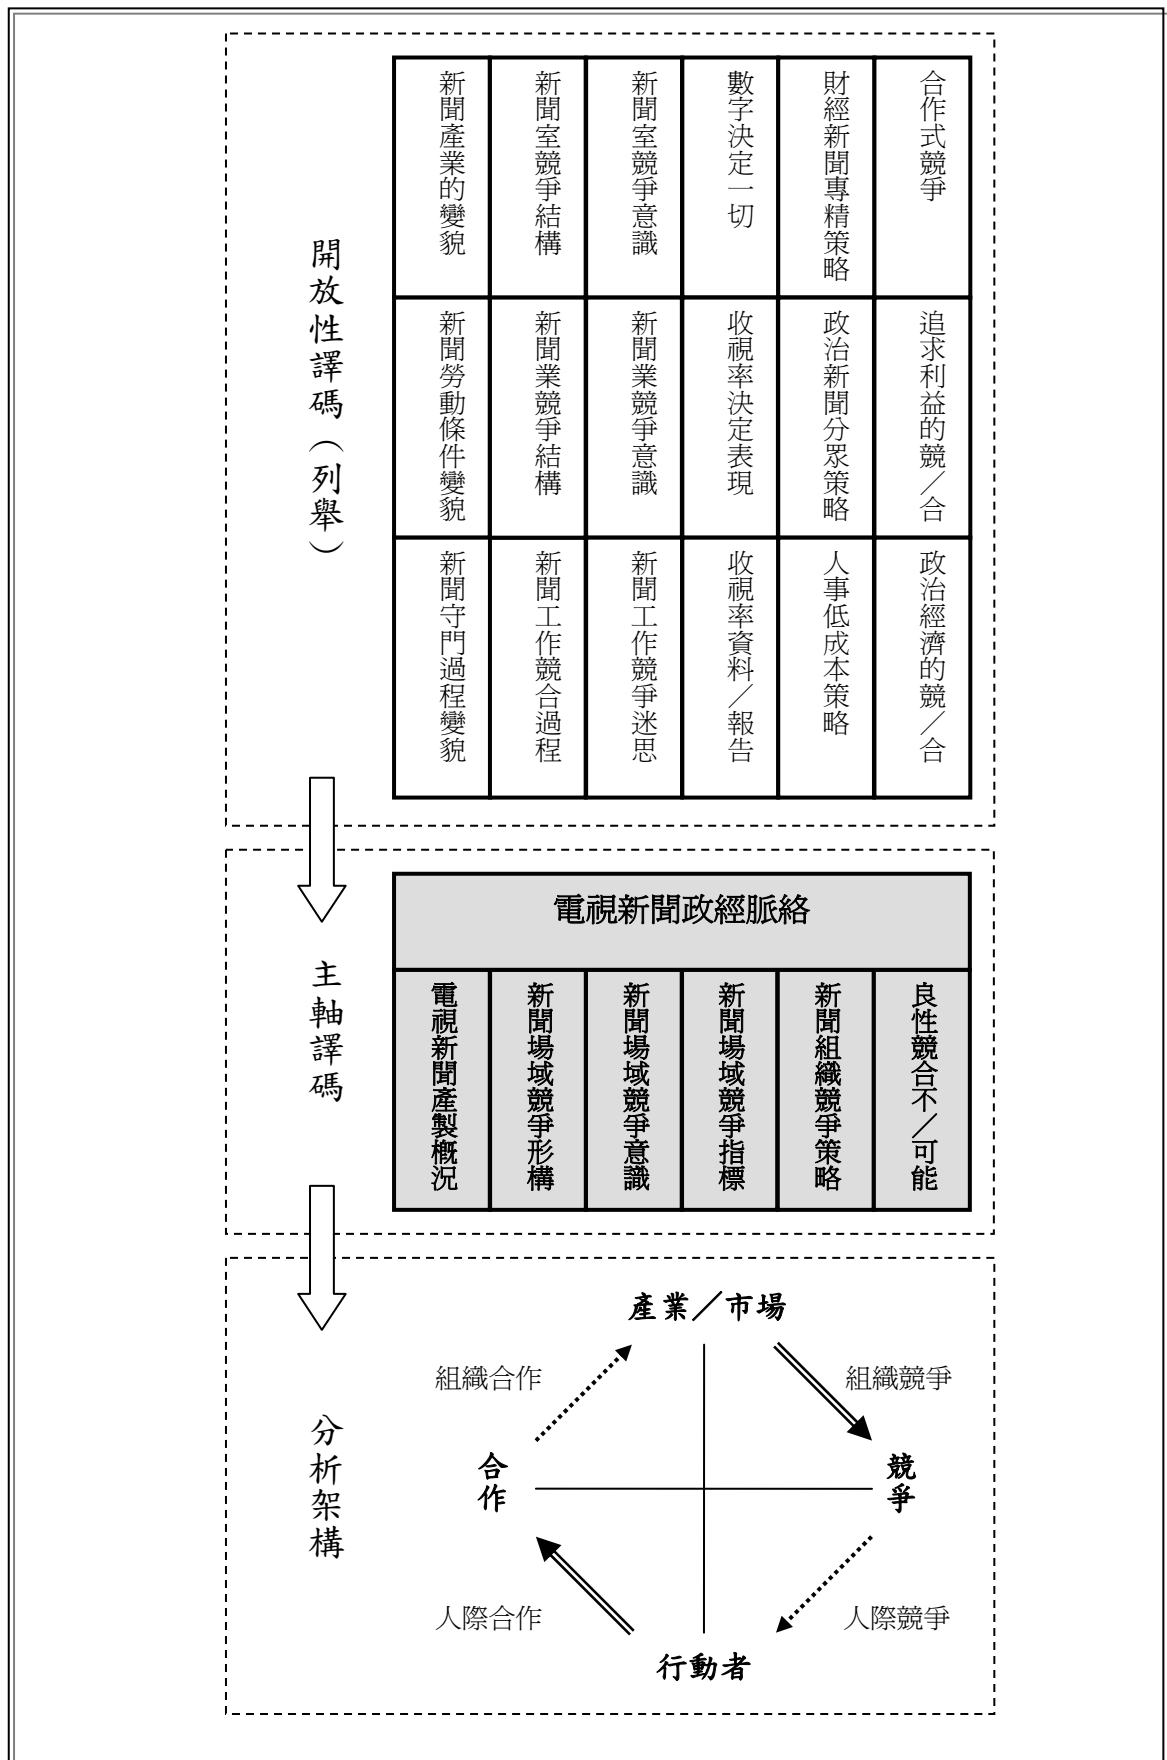 開放性譯碼（列舉）
新聞產業的變貌
新聞室競爭結構
新聞室競爭意識
數字決定一切
財經新聞專精策略
合作式競爭
新聞勞動條件變貌
新聞業競爭結構
新聞業競爭意識
收視率決定表現
政治新聞分眾策略
追求利益的競／合
新聞守門過程變貌
新聞工作競合過程
新聞工作競爭迷思
收視率資料／報告
人事低成本策略
政治經濟的競／合
主軸譯碼
電視新聞政經脈絡
電視新聞產製概況
新聞場域競爭形構
新聞場域競爭意識
新聞場域競爭指標
新聞組織競爭策略
良性競合不／可能
分析架構
產業／市場
組織合作
組織競爭
合作
競爭
人際合作
人際競爭
行動者